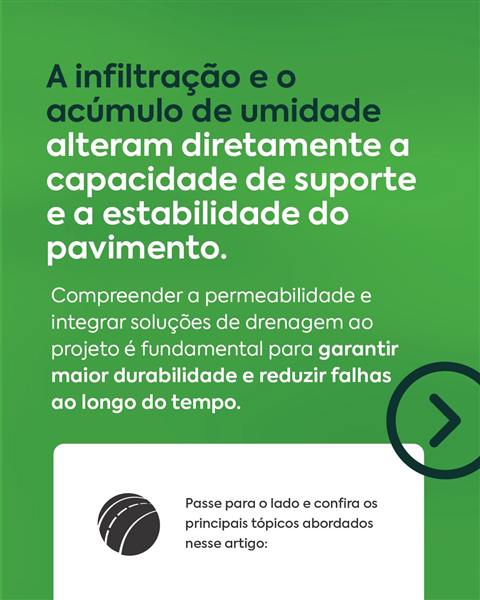 A infiltração e o
acúmulo de umidade
alteram diretamente a
capacidade de suporte
e a estabilidade do
pavimento.
Compreender a permeabilidade e
integrar soluções de drenagem ao
projeto é fundamental para garantir
maior durabilidade e reduzir falhas
ao longo do tempo.
Passe para o lado e confira os
principais tópicos abordados
nesse artigo: